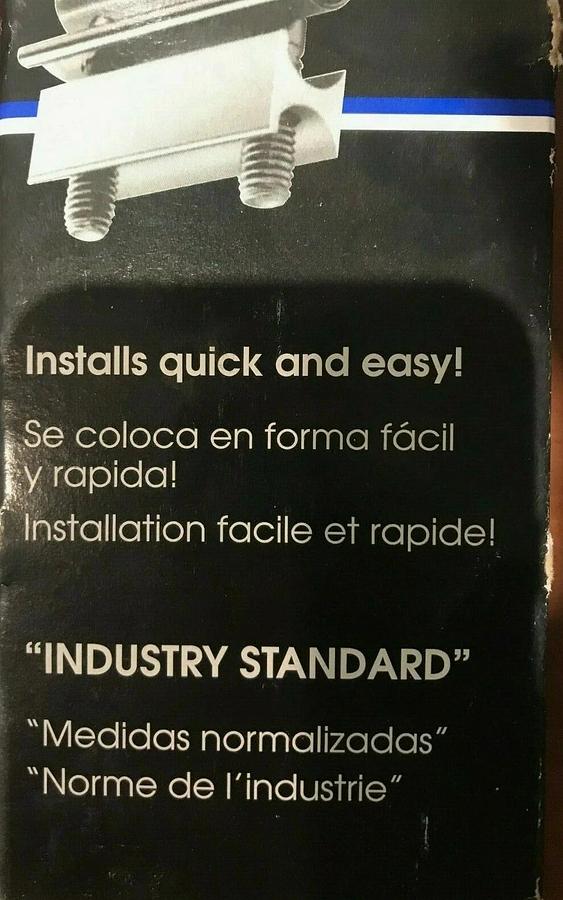 Installs quick and easy!
Se coloca en forma fácil
y rapida!
Installation facile et rapide!
“INDUSTRY STANDARD”
“Medidas normalizadas”
“Norme de l’industrie”